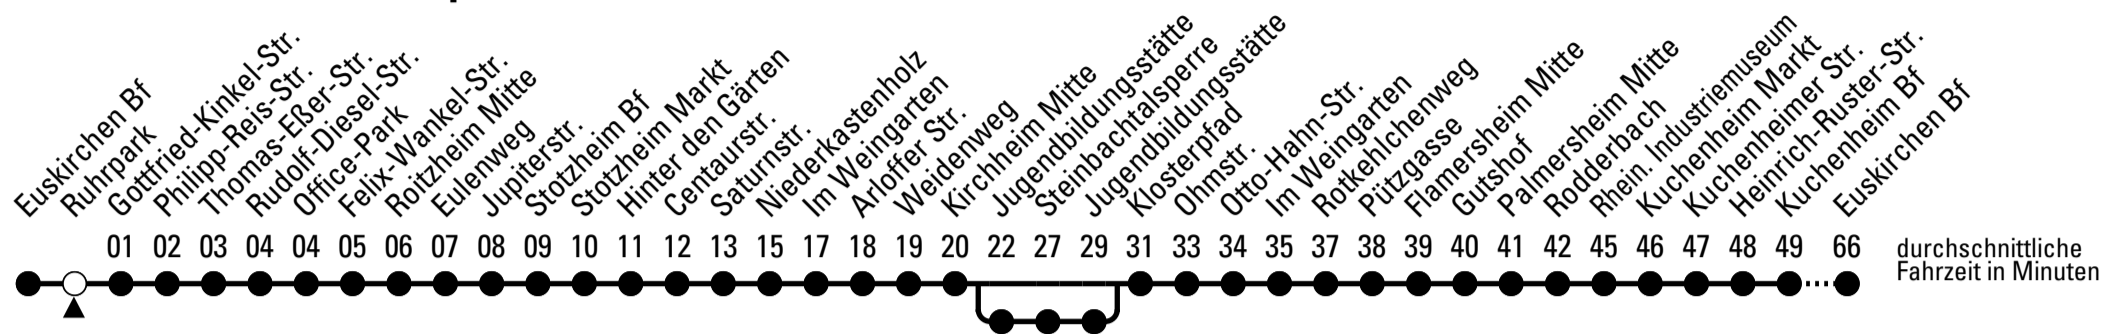 Euskirchen Bf
Ruhrpark
Gottfried-Kinkel-Str.
Philipp-Reis-Str.
Thomas-Eßer-Str.
Rudolf-Diesel-Str.
Office-Park
Felix-Wankel-Str.
Roitzheim Mitte
Eulenweg
Jupiterstr.
Stotzheim Bf
Stotzheim Markt
Hinter den Gärten
Centaurstr.
Saturnstr.
Niederkastenholz
Im Weingarten
Arloffer Str.
Weidenweg
Kirchheim Mitte
Jugendbildungsstätte
Steinbachtalsperre
Jugendbildungsstätte
Klosterpfad
Ohmstr.
Otto-Hahn-Str.
Im Weingarten
Rotkehlchenweg
Pützgasse
Flamersheim Mitte
Gutshof
Palmersheim Mitte
Rodderbach
Rhein. Industriemuseum
Kuchenheim Markt
Kuchenheimer Str.
Heinrich-Ruster-Str.
Kuchenheim Bf
Euskirchen Bf
01 02 03 04 04 05 06 07 08 09 10 11 12 13 15 17 18 19 20 22 27 29 31 33 34 35 37 38 39 40 41 42 45 46 47 48 49 66
durchschnittliche
Fahrzeit in Minuten